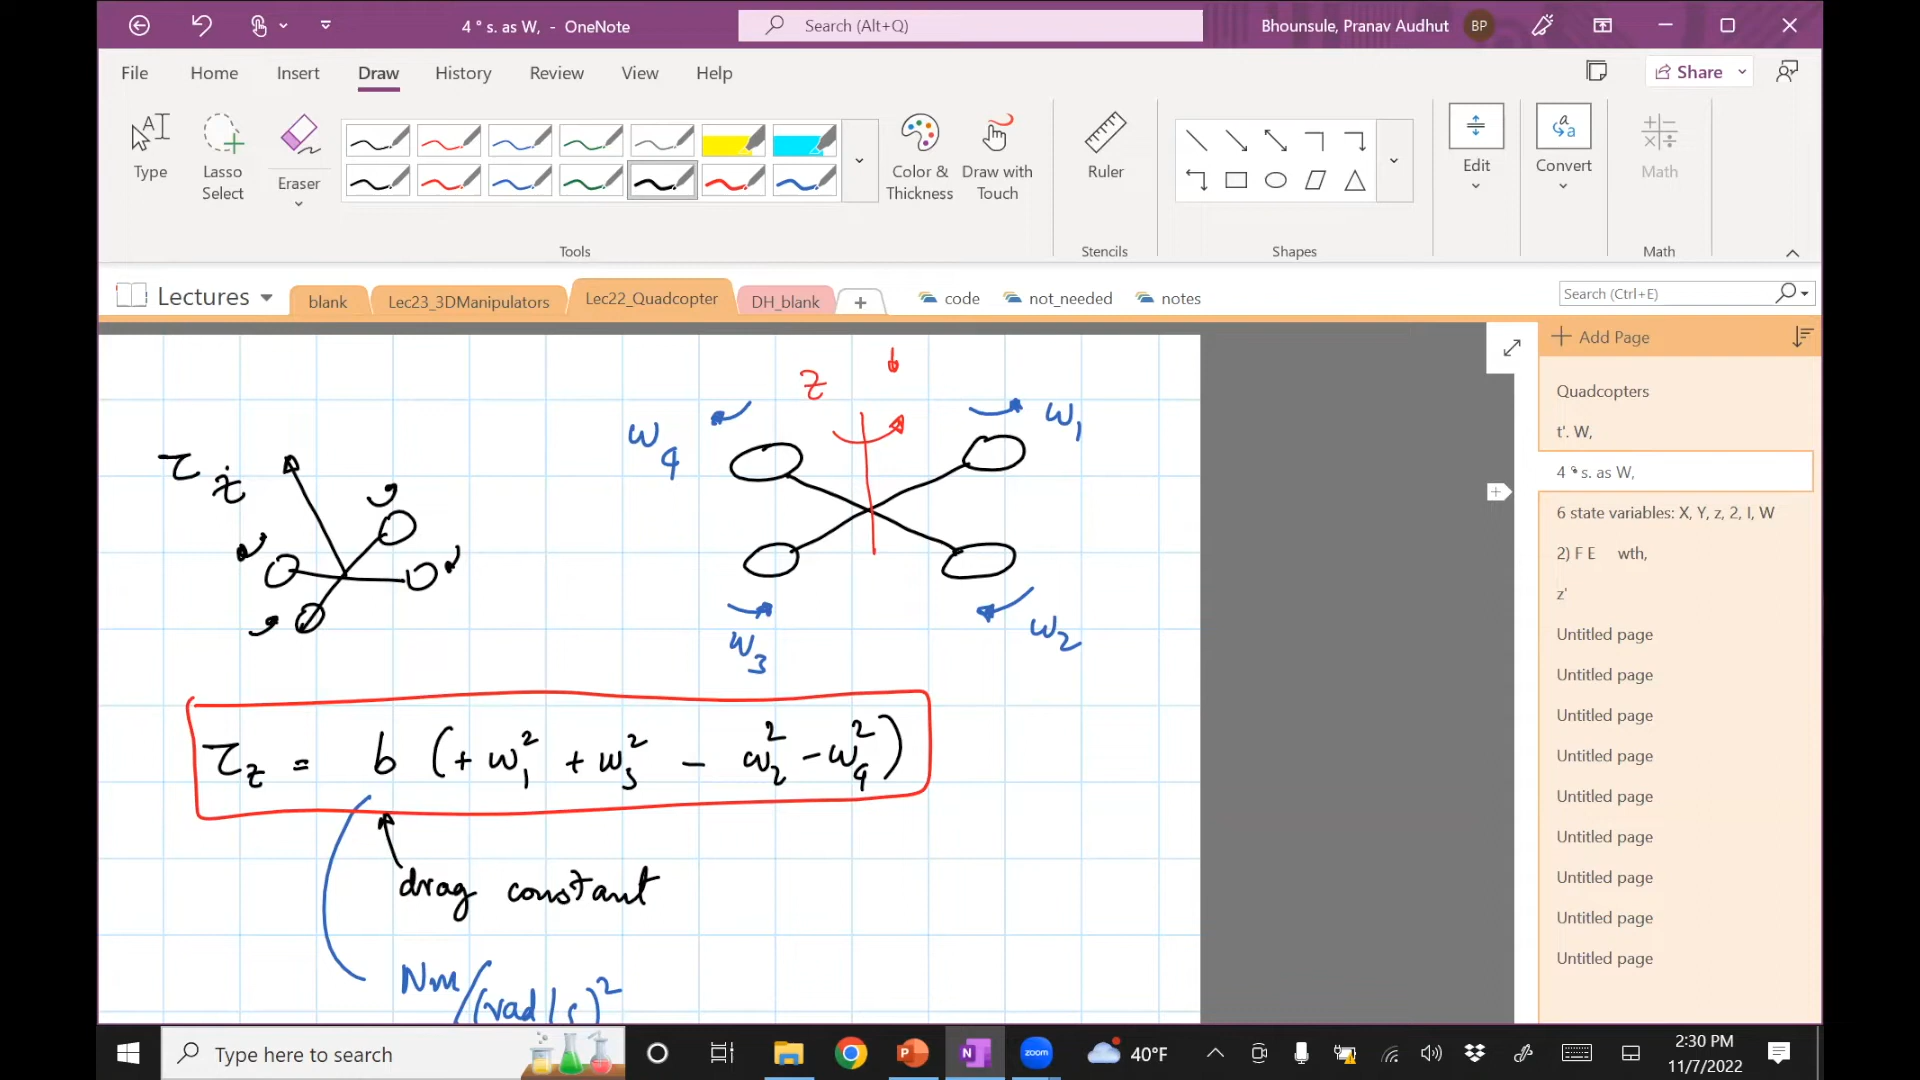 4 ° s. as W, - OneNote
Search (Alt+Q)
Bhounsule, Pranav Audhut
BP
File Home Insert Draw History Review View Help
Share
Type
Lasso Select
Eraser
Color & Thickness
Draw with Touch
Ruler
Edit
Convert
Math
Tools
Stencils
Shapes
Math
Lectures
blank
Lec23_3DManipulators
Lec22_Quadcopter
DH_blank
code
not_needed
notes
Search (Ctrl+E)
Add Page
Quadcopters
t'. W,
4 ° s. as W,
6 state variables: X, Y, z, 2, I, W
2) F E wth,
z'
Untitled page
Untitled page
Untitled page
Untitled page
Untitled page
Untitled page
Untitled page
Untitled page
Untitled page
z
ω4
ω1
τz
ω3
ω2
τz = b (+ ω1² + ω3² - ω2² - ω4²)
drag constant
Nm/(rad/s)²
Type here to search
zoom
40°F
2:30 PM
11/7/2022